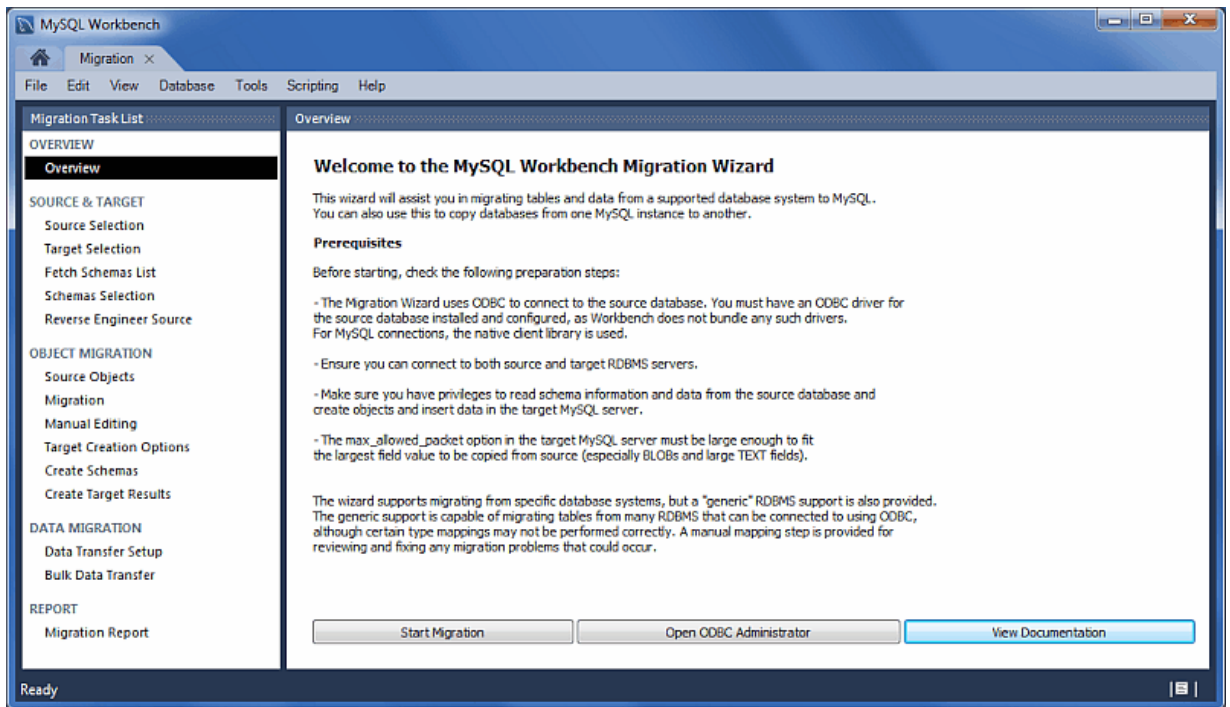 MySQL Workbench
Migration
File Edit View Database Tools Scripting Help
Migration Task List
OVERVIEW
Overview
SOURCE & TARGET
Source Selection
Target Selection
Fetch Schemas List
Schemas Selection
Reverse Engineer Source
OBJECT MIGRATION
Source Objects
Migration
Manual Editing
Target Creation Options
Create Schemas
Create Target Results
DATA MIGRATION
Data Transfer Setup
Bulk Data Transfer
REPORT
Migration Report
Overview
Welcome to the MySQL Workbench Migration Wizard
This wizard will assist you in migrating tables and data from a supported database system to MySQL.
You can also use this to copy databases from one MySQL instance to another.
Prerequisites
Before starting, check the following preparation steps:
- The Migration Wizard uses ODBC to connect to the source database. You must have an ODBC driver for
the source database installed and configured, as Workbench does not bundle any such drivers.
For MySQL connections, the native client library is used.
- Ensure you can connect to both source and target RDBMS servers.
- Make sure you have privileges to read schema information and data from the source database and
create objects and insert data in the target MySQL server.
- The max_allowed_packet option in the target MySQL server must be large enough to fit
the largest field value to be copied from source (especially BLOBs and large TEXT fields).
The wizard supports migrating from specific database systems, but a "generic" RDBMS support is also provided.
The generic support is capable of migrating tables from many RDBMS that can be connected to using ODBC,
although certain type mappings may not be performed correctly. A manual mapping step is provided for
reviewing and fixing any migration problems that could occur.
Start Migration
Open ODBC Administrator
View Documentation
Ready